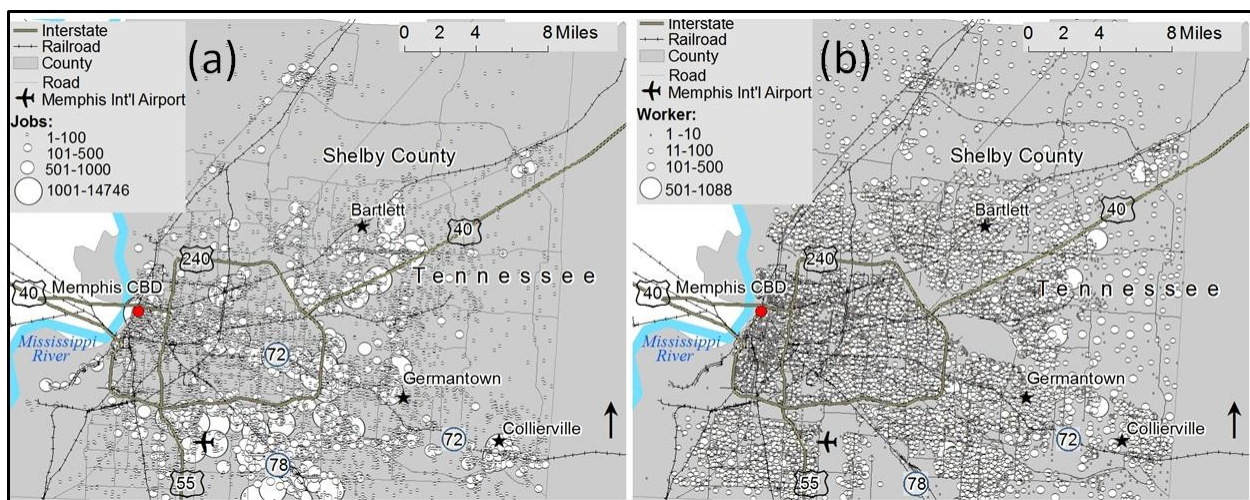 Interstate
Railroad
County
Road
Memphis Int'l Airport
Jobs:
1-100
101-500
501-1000
1001-14746
(a)
0 2 4 8 Miles
Shelby County
Bartlett
40
240
Tennessee
40
Memphis CBD
Mississippi
River
72
Germantown
72
Collierville
78
55
Interstate
Railroad
County
Road
Memphis Int'l Airport
Worker:
1 -10
11-100
101-500
501-1088
(b)
0 2 4 8 Miles
Shelby County
Bartlett
40
240
Tennessee
40
Memphis CBD
Mississippi
River
Germantown
72
Collierville
78
55